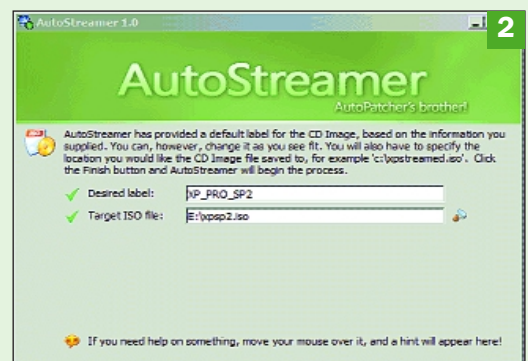 AutoStreamer 1.0
2
AutoStreamer
AutoPatcher's brother!
AutoStreamer has provided a default label for the CD Image, based on the information you
supplied. You can, however, change it as you see fit. You will also have to specify the
location you would like the CD Image file saved to, for example 'c:\xpstreamed.iso'. Click
the Finish button and AutoStreamer will begin the process.
Desired label: XP_PRO_SP2
Target ISO file: E:\xpsp2.iso
If you need help on something, move your mouse over it, and a hint will appear here!